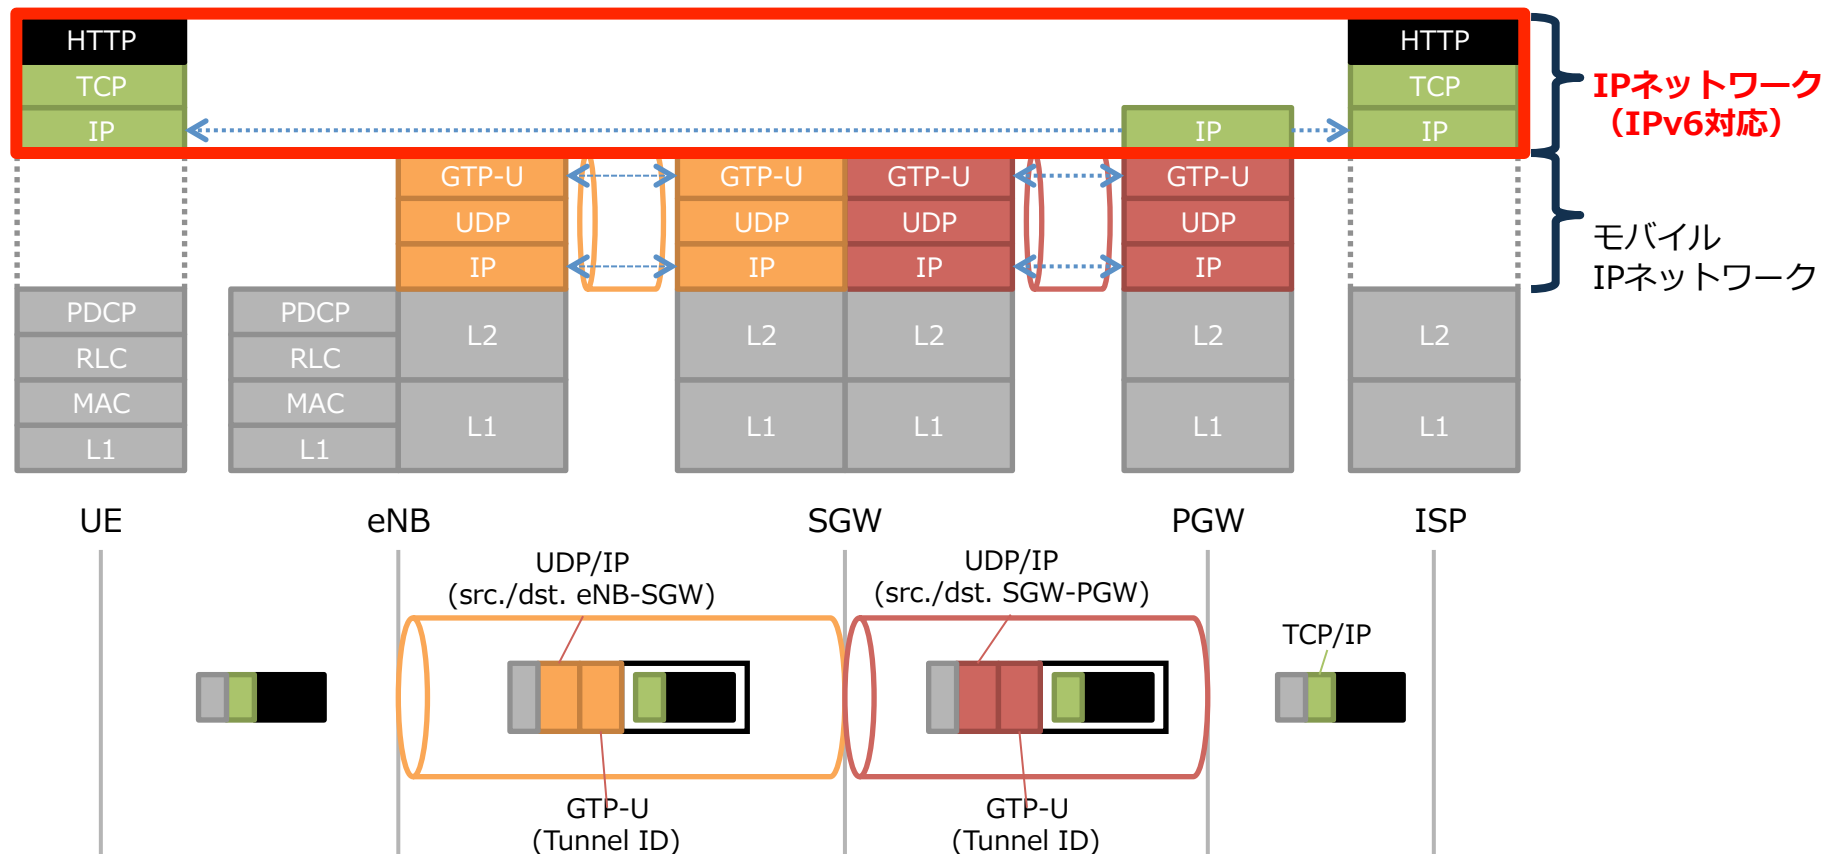 HTTP
HTTP
TCP
TCP
IPネットワーク
IP
IP
IP
（IPv6対応）
GTP-U
GTP-U
GTP-U
GTP-U
UDP
UDP
UDP
UDP
モバイル
IP
IP
IP
IP
IPネットワーク
PDCP
PDCP
L2
L2
L2
L2
L2
RLC
RLC
MAC
MAC
L1
L1
L1
L1
L1
L1
L1
UE
eNB
SGW
PGW
ISP
UDP/IP
(src./dst. eNB-SGW)
UDP/IP
(src./dst. SGW-PGW)
TCP/IP
GTP-U
(Tunnel ID)
GTP-U
(Tunnel ID)